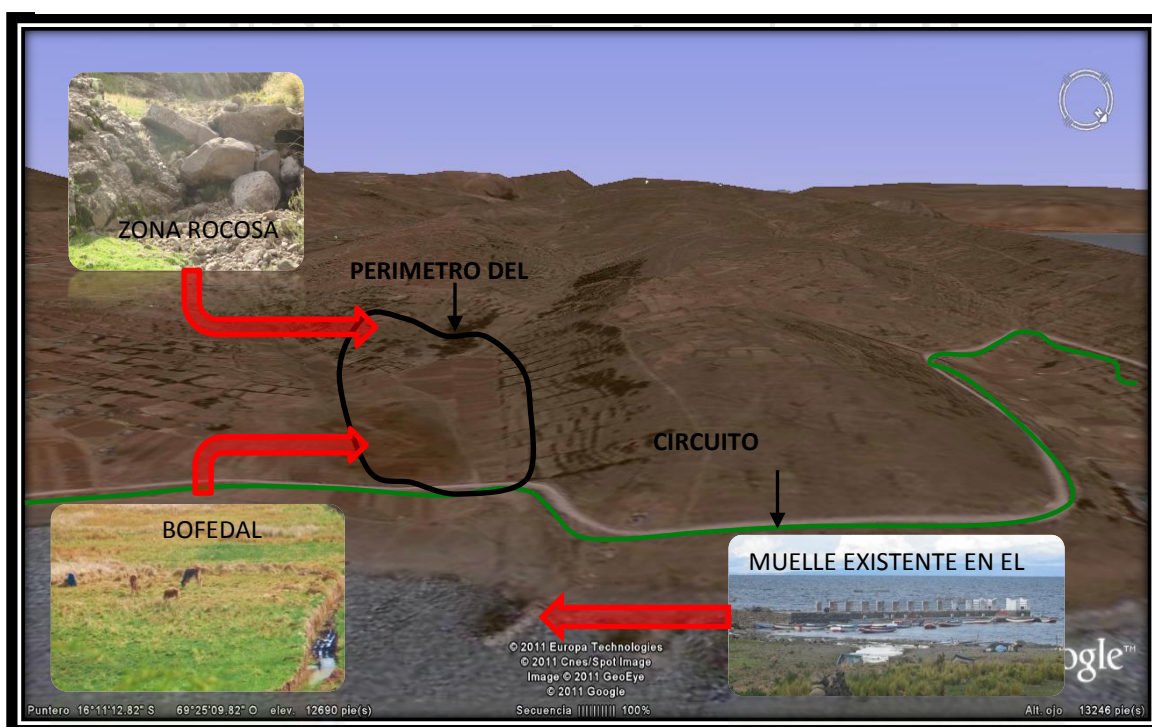 ZONA ROCOSA
PERIMETRO DEL
CIRCUITO
BOFEDAL
MUELLE EXISTENTE EN EL
© 2011 Europa Technologies
© 2011 Cnes/Spot Image
Image © 2011 GeoEye
© 2011 Google
ogle™
Puntero 16°11'12.82" S 69°25'09.82" O elev. 12690 pie(s) Secuencia |||||||||| 100% Alt. ojo 13246 pie(s)